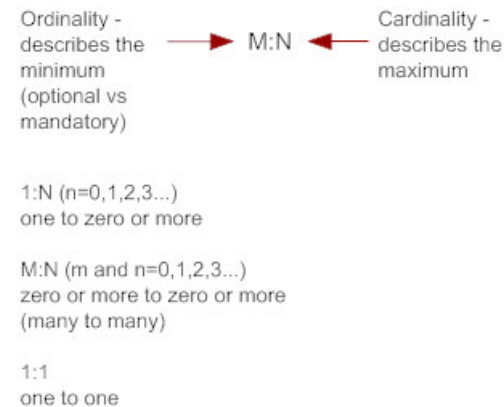 Ordinality -
describes the
minimum
(optional vs
mandatory)
M:N
Cardinality -
describes the
maximum
1:N (n=0,1,2,3...)
one to zero or more
M:N (m and n=0,1,2,3...)
zero or more to zero or more
(many to many)
1:1
one to one